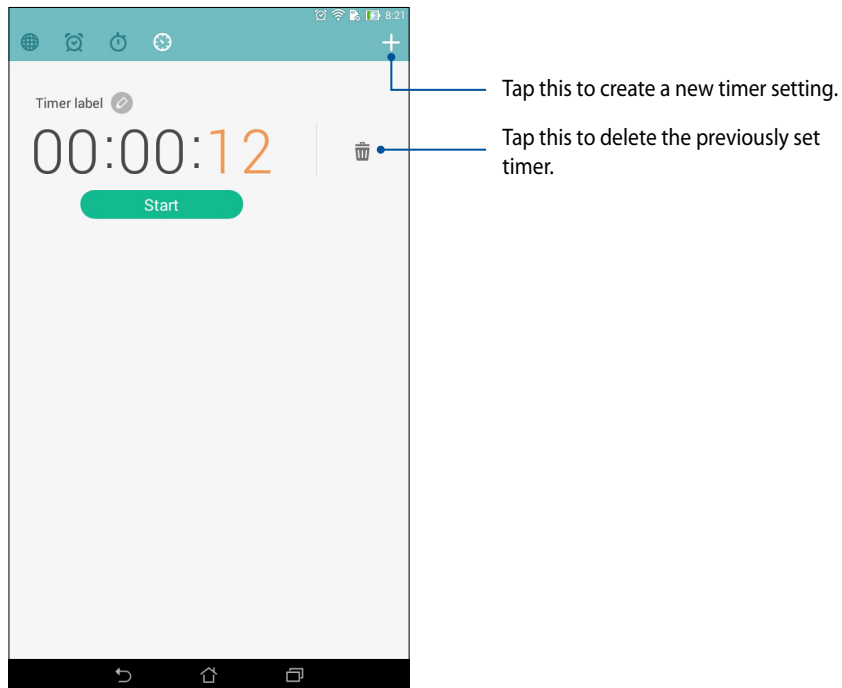 8:21
Tap this to create a new timer setting.
Timer label
Tap this to delete the previously set
timer.
00:00:12
Start